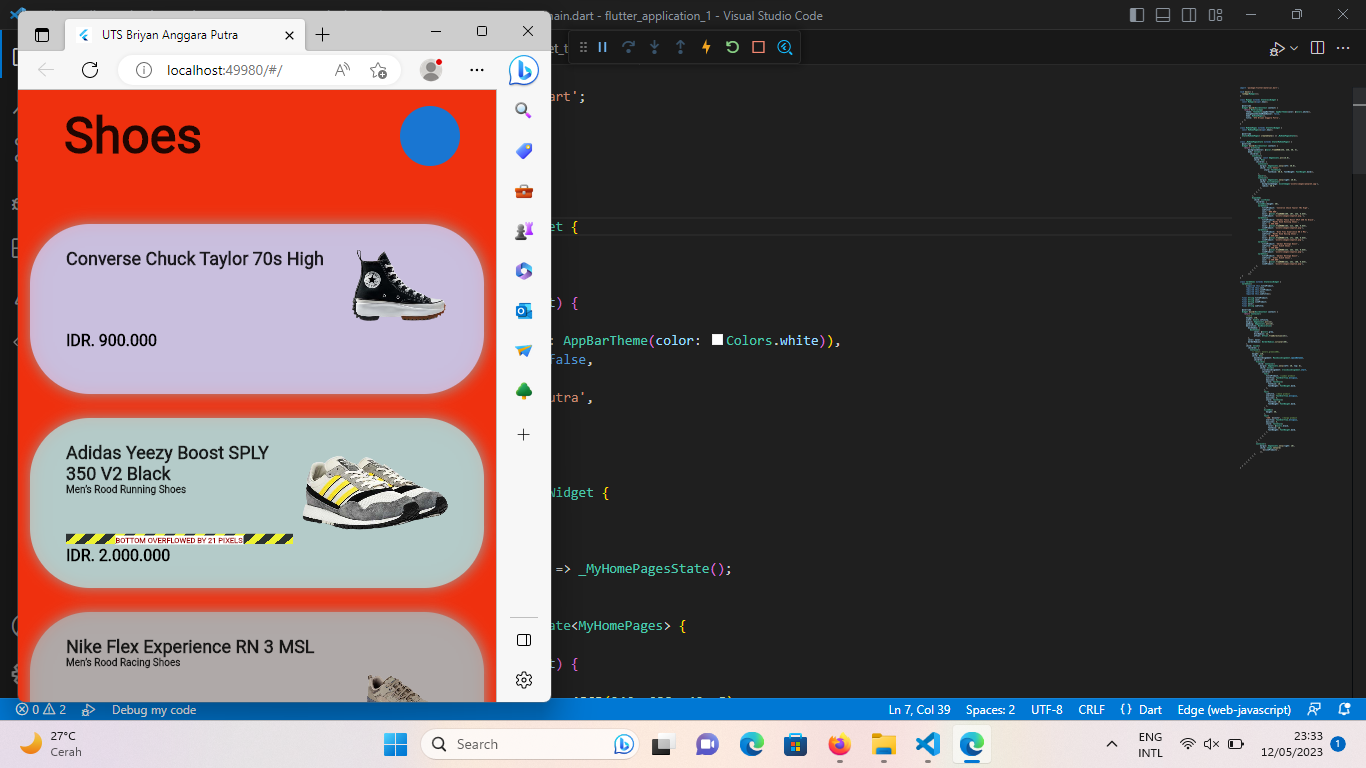 main.dart - flutter_application_1 - Visual Studio Code
UTS Briyan Anggara Putra
localhost:49980/#/
Shoes
Converse Chuck Taylor 70s High
IDR. 900.000
Adidas Yeezy Boost SPLY
350 V2 Black
Men's Rood Running Shoes
BOTTOM OVERFLOWED BY 21 PIXELS
IDR. 2.000.000
Nike Flex Experience RN 3 MSL
Men's Rood Racing Shoes
et_t
art';
et {
t) {
: AppBarTheme(color: Colors.white)),
false,
utra',
Widget {
=> _MyHomePagesState();
ate<MyHomePages> {
t) {
0 2
Debug my code
Ln 7, Col 39
Spaces: 2
UTF-8
CRLF
{ } Dart
Edge (web-javascript)
27°C
Cerah
Search
ENG
INTL
23:33
12/05/2023
1